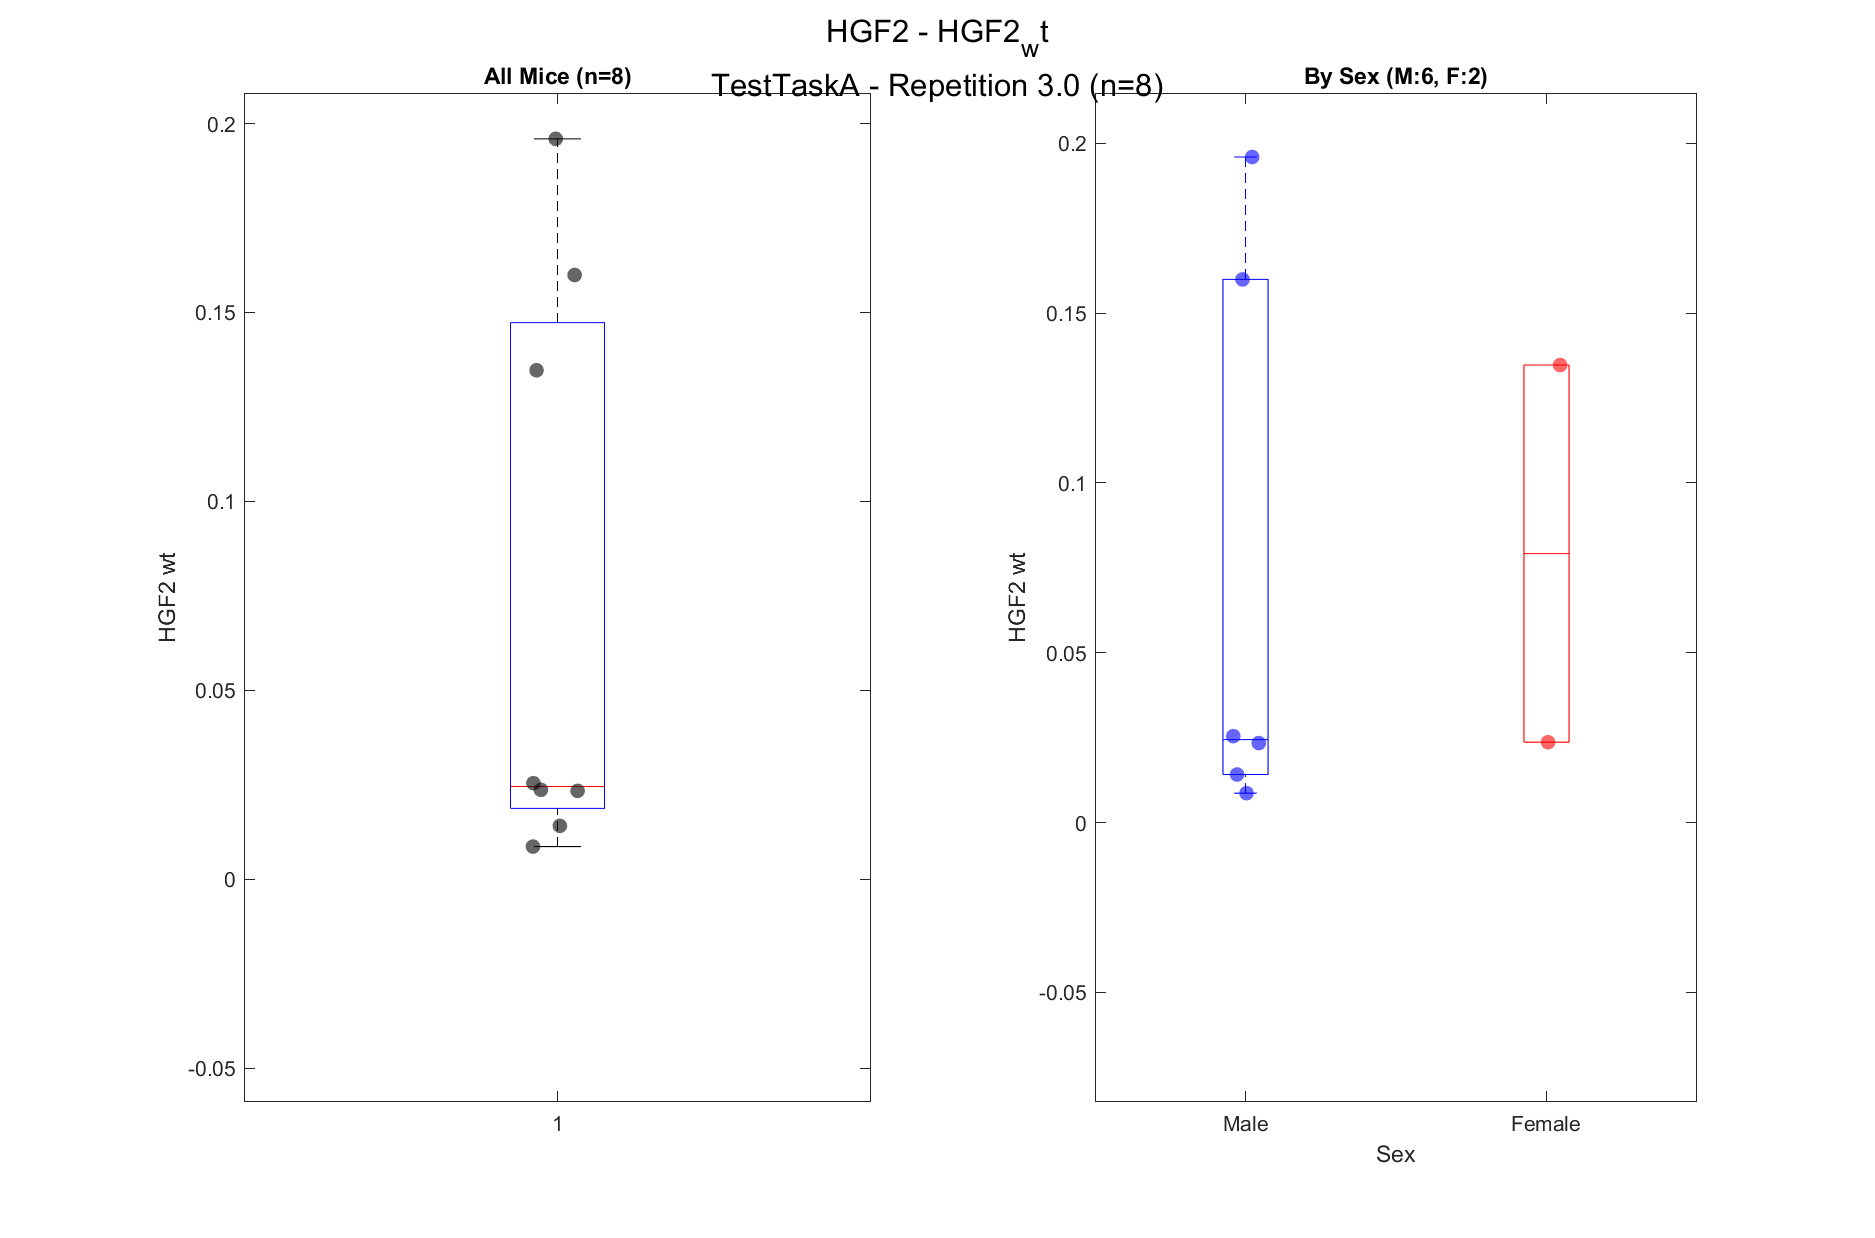 HGF2 - HGF2wt
TestTaskA - Repetition 3.0 (n=8)
All Mice (n=8)
0.2
0.15
0.1
0.05
0
-0.05
HGF2 wt
1
By Sex (M:6, F:2)
0.2
0.15
0.1
0.05
0
-0.05
HGF2 wt
Male Female
Sex